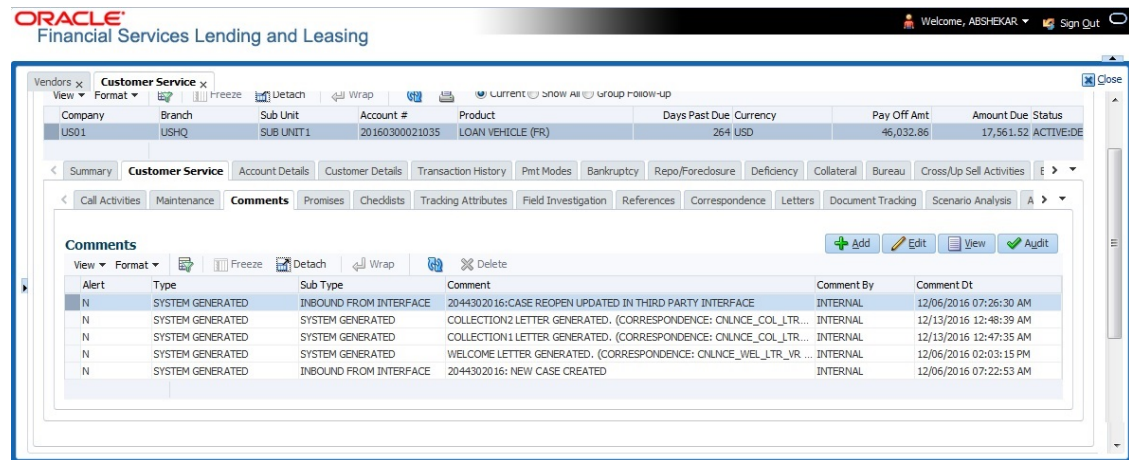 ORACLE
Financial Services Lending and Leasing
Welcome, ABSHEKAR Sign Out
Vendors x Customer Service x Close
View Format Freeze Detach Wrap Current Show All Group Follow-up
Company Branch Sub Unit Account # Product Days Past Due Currency Pay Off Amt Amount Due Status
US01 USHQ SUB UNIT1 20160300021035 LOAN VEHICLE (FR) 264 USD 46,032.86 17,561.52 ACTIVE:DE
Summary Customer Service Account Details Customer Details Transaction History Pmt Modes Bankruptcy Repo/Foreclosure Deficiency Collateral Bureau Cross/Up Sell Activities
Call Activities Maintenance Comments Promises Checklists Tracking Attributes Field Investigation References Correspondence Letters Document Tracking Scenario Analysis A
Comments Add Edit View Audit
View Format Freeze Detach Wrap Delete
Alert Type Sub Type Comment Comment By Comment Dt
N SYSTEM GENERATED INBOUND FROM INTERFACE 2044302016:CASE REOPEN UPDATED IN THIRD PARTY INTERFACE INTERNAL 12/06/2016 07:26:30 AM
N SYSTEM GENERATED SYSTEM GENERATED COLLECTION2 LETTER GENERATED. (CORRESPONDENCE: CNLNCE_COL_LTR... INTERNAL 12/13/2016 12:48:39 AM
N SYSTEM GENERATED SYSTEM GENERATED COLLECTION1 LETTER GENERATED. (CORRESPONDENCE: CNLNCE_COL_LTR... INTERNAL 12/13/2016 12:47:35 AM
N SYSTEM GENERATED SYSTEM GENERATED WELCOME LETTER GENERATED. (CORRESPONDENCE: CNLNCE_WEL_LTR_VR ... INTERNAL 12/06/2016 02:03:15 PM
N SYSTEM GENERATED INBOUND FROM INTERFACE 2044302016: NEW CASE CREATED INTERNAL 12/06/2016 07:22:53 AM